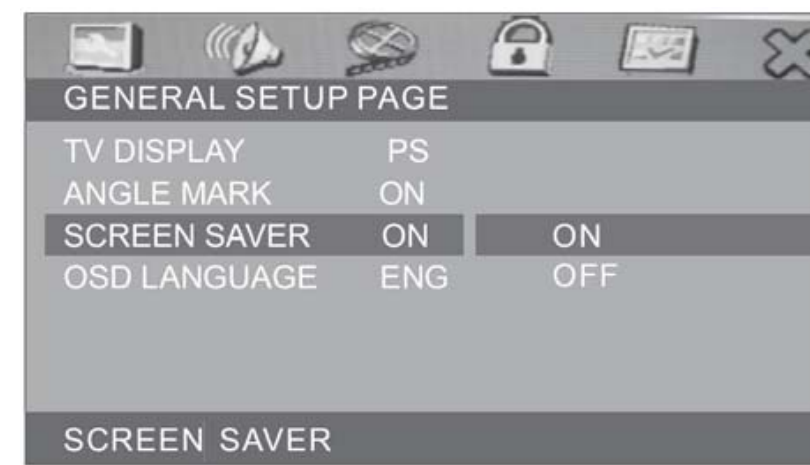 GENERAL SETUP PAGE
TV DISPLAY PS
ANGLE MARK ON
SCREEN SAVER ON ON
OSD LANGUAGE ENG OFF
SCREEN SAVER